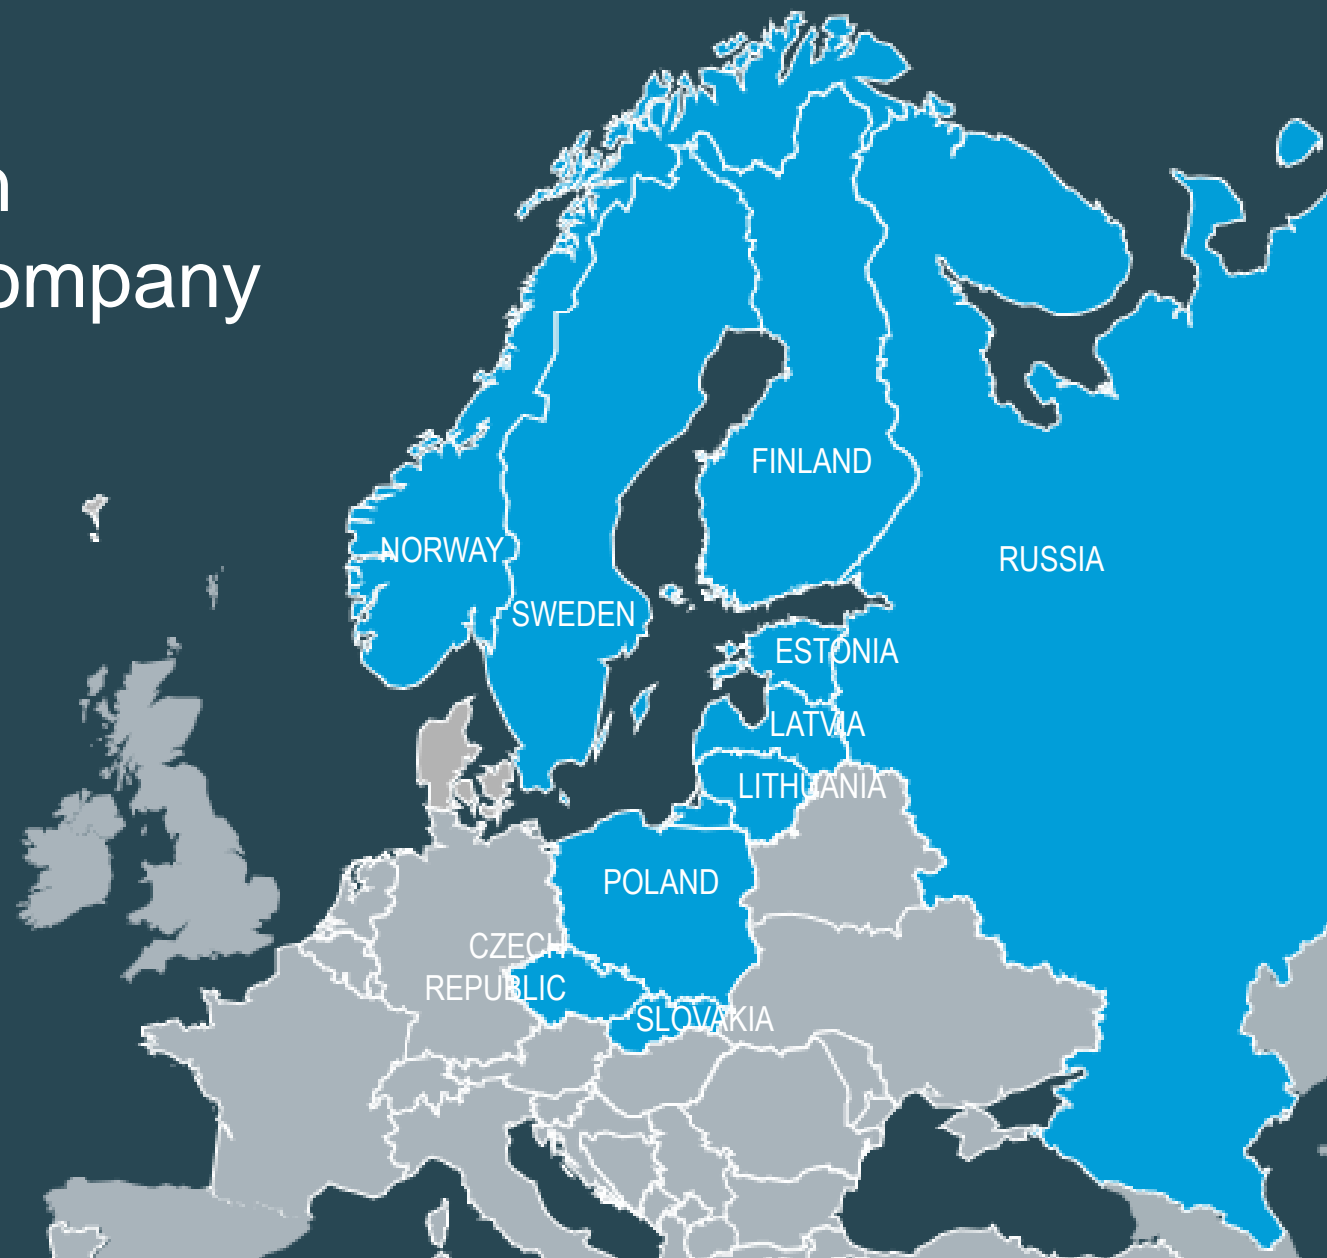 ompany
FINLAND
NORWAY
RUSSIA
SWEDEN
ESTONIA
LATVIA
LITHUANIA
POLAND
CZECH
REPUBLIC
SLOVAKIA